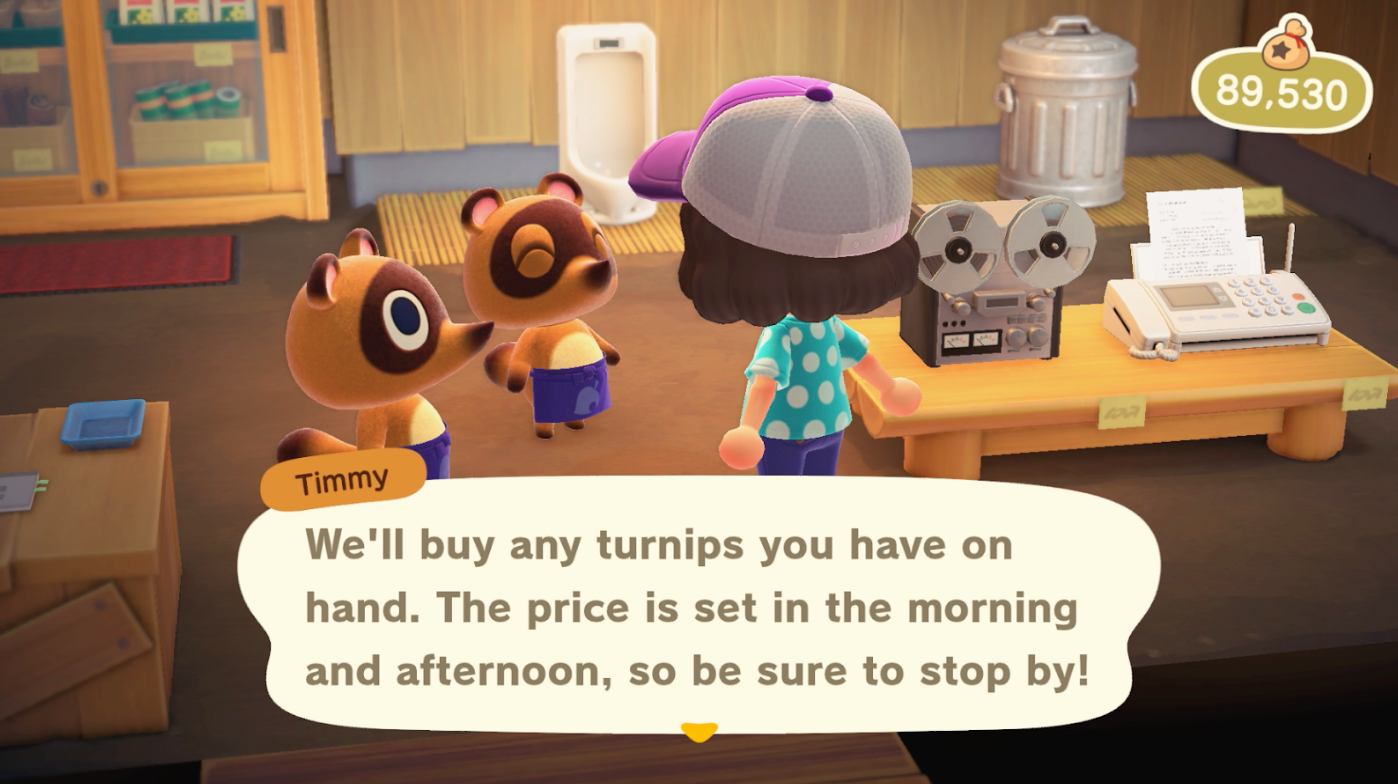 89,530
Timmy
We'll buy any turnips you have on
hand. The price is set in the morning
and afternoon, so be sure to stop by!